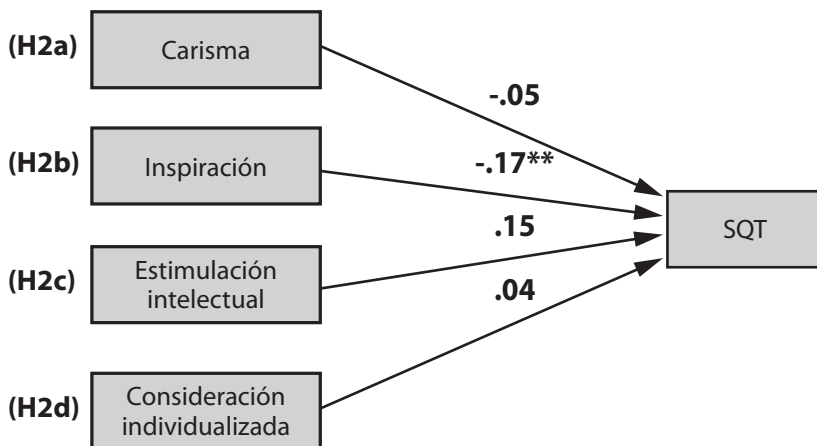 (H2a)
Carisma
-.05
(H2b)
Inspiración
-.17**
SQT
.15
(H2c)
Estimulación
intelectual
.04
(H2d)
Consideración
individualizada